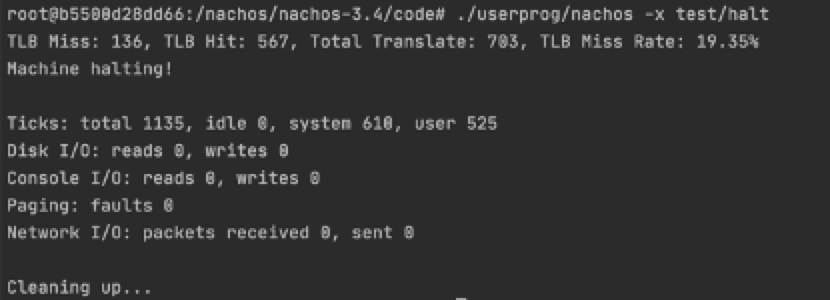 root@b5500d28dd66:/nachos/nachos-3.4/code# ./userprog/nachos -x test/halt
TLB Miss: 136, TLB Hit: 567, Total Translate: 703, TLB Miss Rate: 19.35%
Machine halting!
Ticks: total 1135, idle 0, system 610, user 525
Disk I/O: reads 0, writes 0
Console I/O: reads 0, writes 0
Paging: faults 0
Network I/O: packets received 0, sent 0
Cleaning up...